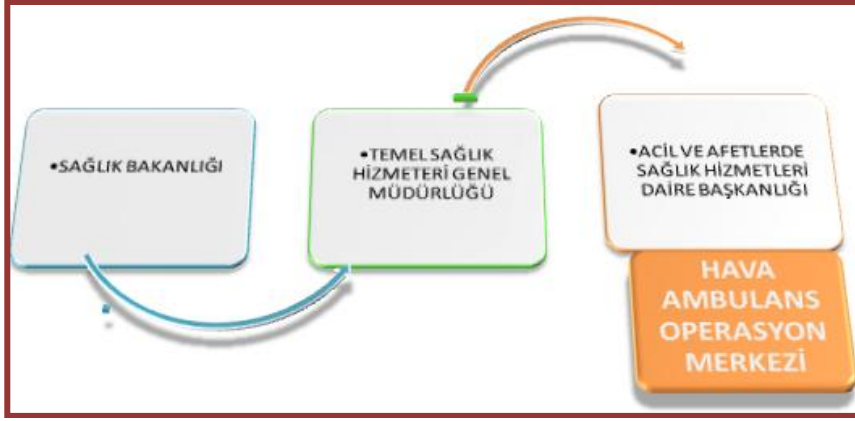 •SAĞLIK BAKANLIĞI
•TEMEL SAĞLIK
HİZMETERİ GENEL
MÜDÜRLÜĞÜ
•ACİL VE AFETLERDE
SAĞLIK HİZMETLERİ
DAİRE BAŞKANLIĞI
HAVA
AMBULANS
OPERASYON
MERKEZİ